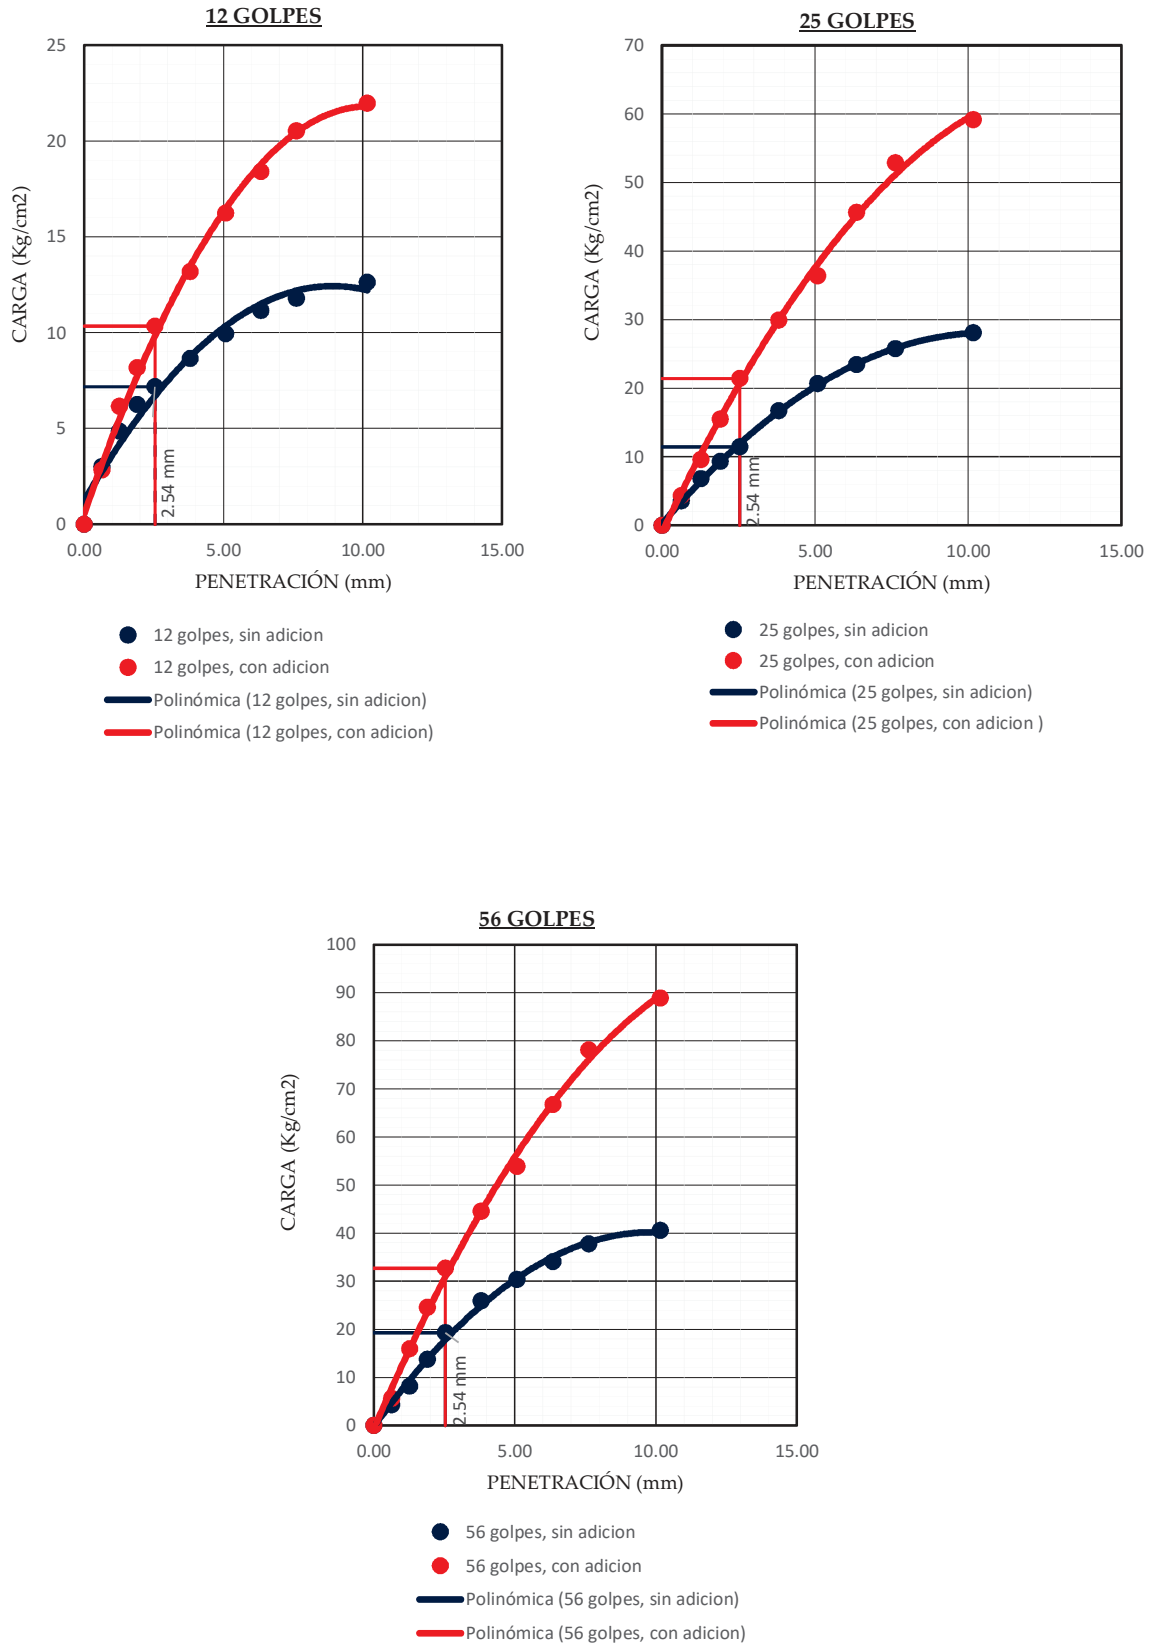 12 GOLPES
25
20
15
10
5
0
0.00
5.00
10.00
15.00
CARGA (Kg/cm2)
2.54 mm
PENETRACIÓN (mm)
12 golpes, sin adicion
12 golpes, con adicion
Polinómica (12 golpes, sin adicion)
Polinómica (12 golpes, con adicion)
25 GOLPES
70
60
50
40
30
20
10
0
0.00
5.00
10.00
15.00
CARGA (Kg/cm2)
2.54 mm
PENETRACIÓN (mm)
25 golpes, sin adicion
25 golpes, con adicion
Polinómica (25 golpes, sin adicion)
Polinómica (25 golpes, con adicion )
56 GOLPES
100
90
80
70
60
50
40
30
20
10
0
0.00
5.00
10.00
15.00
CARGA (Kg/cm2)
2.54 mm
PENETRACIÓN (mm)
56 golpes, sin adicion
56 golpes, con adicion
Polinómica (56 golpes, sin adicion)
Polinómica (56 golpes, con adicion)